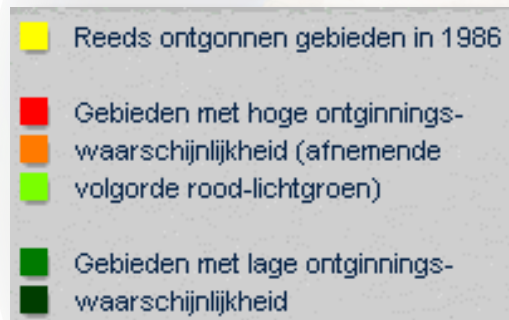 Reeds ontgonnen gebieden in 1986
Gebieden met hoge ontginnings-
waarschijnlijkheid (afnemende
volgorde rood-lichtgroen)
Gebieden met lage ontginnings-
waarschijnlijkheid